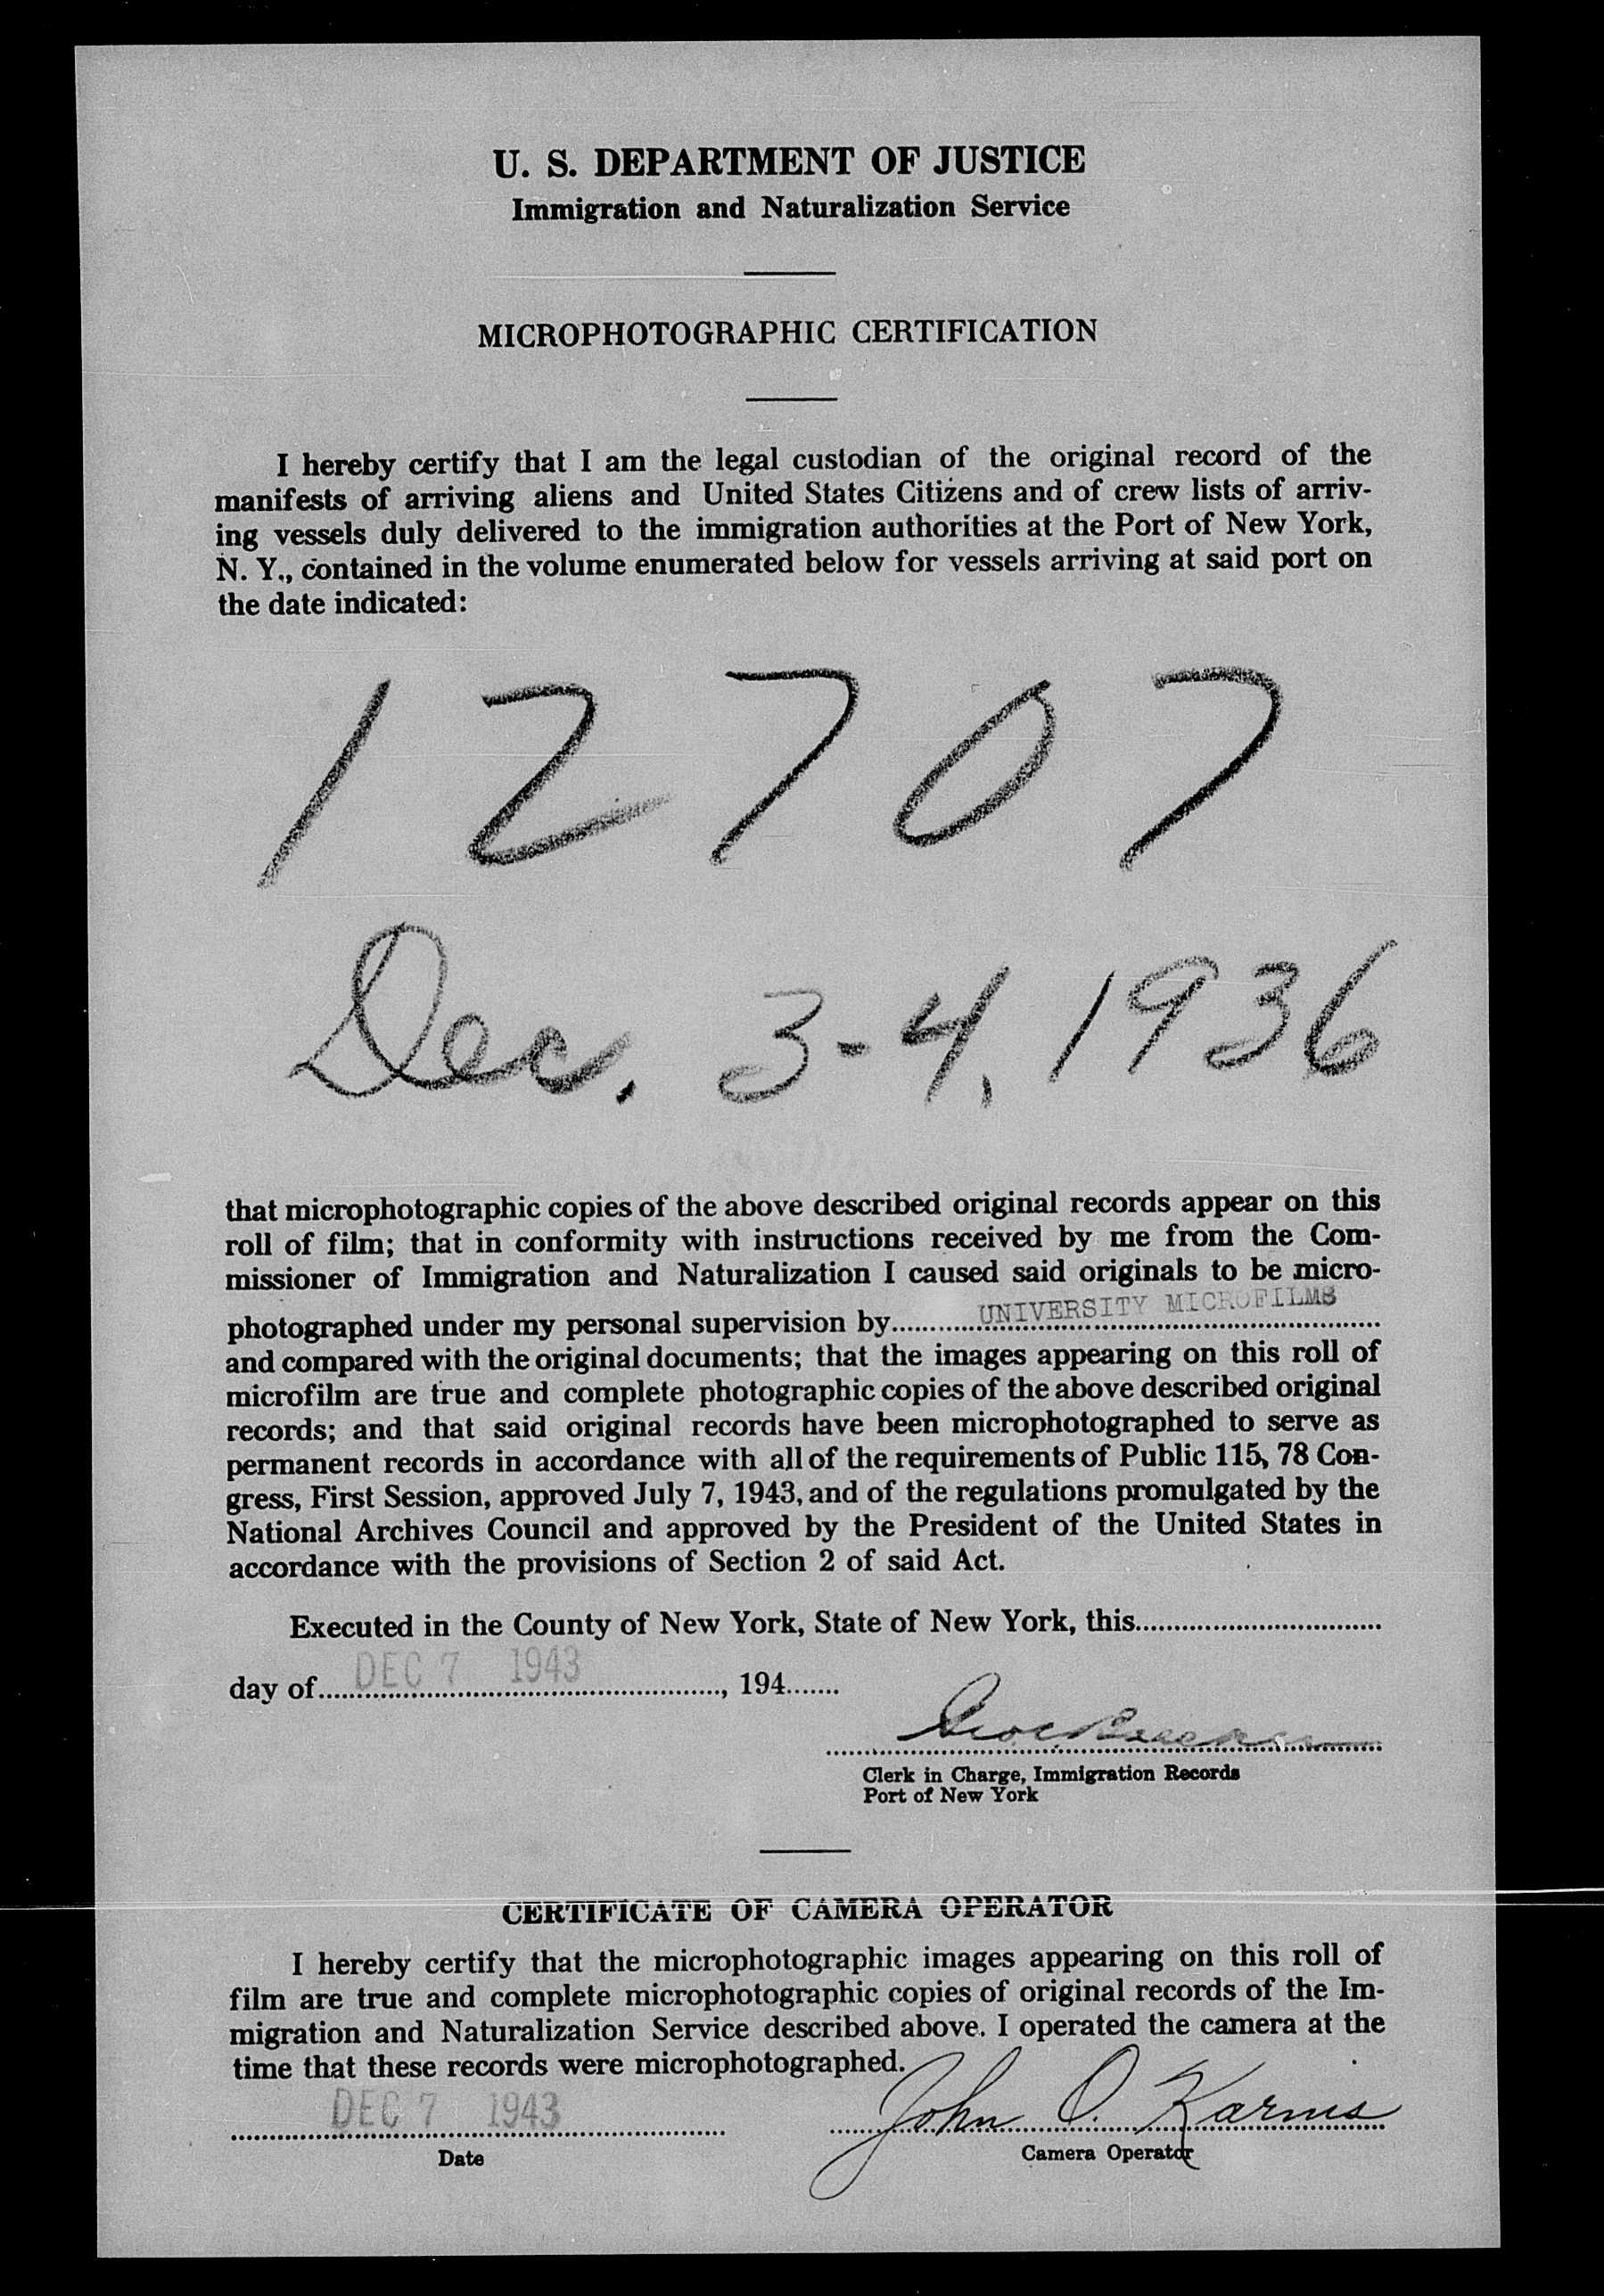 U. S. DEPARTMENT OF JUSTICE
Immigration and Naturalization Service
MICROPHOTOGRAPHIC CERTIFICATION
I hereby certify that I am the legal custodian of the original record of the
manifests of arriving aliens and United States Citizens and of crew lists of arriv-
ing vessels duly delivered to the immigration authorities at the Port of New York,
N. Y., contained in the volume enumerated below for vessels arriving at said port on
the date indicated:
12707
Dec. 3-4, 1936
that microphotographic copies of the above described original records appear on this
roll of film; that in conformity with instructions received by me from the Com-
missioner of Immigration and Naturalization I caused said originals to be micro-
photographed under my personal supervision by UNIVERSITY MICROFILMS
and compared with the original documents; that the images appearing on this roll of
microfilm are true and complete photographic copies of the above described original
records; and that said original records have been microphotographed to serve as
permanent records in accordance with all of the requirements of Public 115, 78 Con-
gress, First Session, approved July 7, 1943, and of the regulations promulgated by the
National Archives Council and approved by the President of the United States in
accordance with the provisions of Section 2 of said Act.
Executed in the County of New York, State of New York, this
day of DEC 7 1943, 194
Clerk in Charge, Immigration Records
Port of New York
CERTIFICATE OF CAMERA OPERATOR
I hereby certify that the microphotographic images appearing on this roll of
film are true and complete microphotographic copies of original records of the Im-
migration and Naturalization Service described above. I operated the camera at the
time that these records were microphotographed.
DEC 7 1943 John O. Karnis
Date Camera Operator